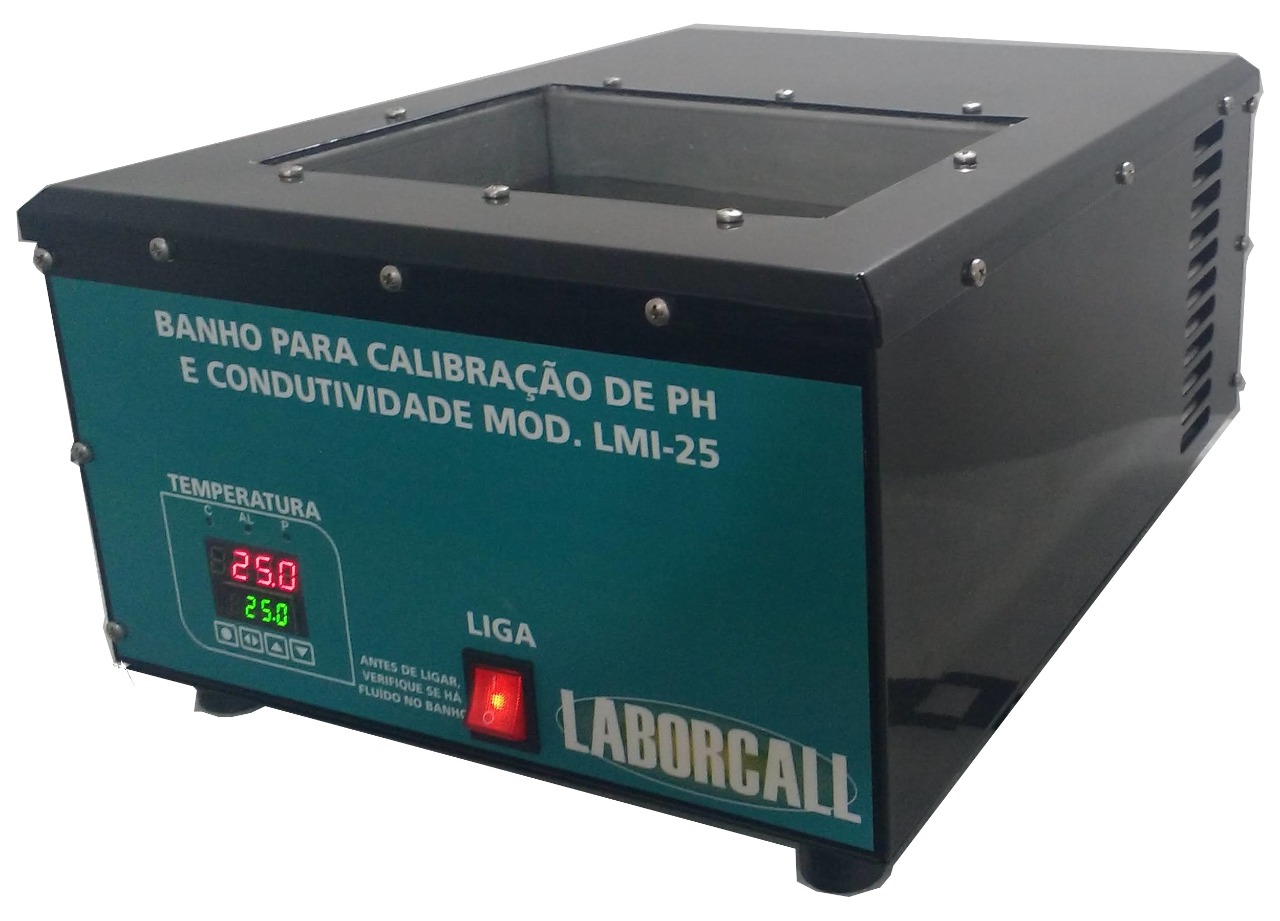 BANHO PARA CALIBRAÇÃO DE PH
E CONDUTIVIDADE MOD. LMI-25
TEMPERATURA
C AL P
25.0
25.0
LIGA
ANTES DE LIGAR,
VERIFIQUE SE HÁ
FLUÍDO NO BANHO
LABORCALL